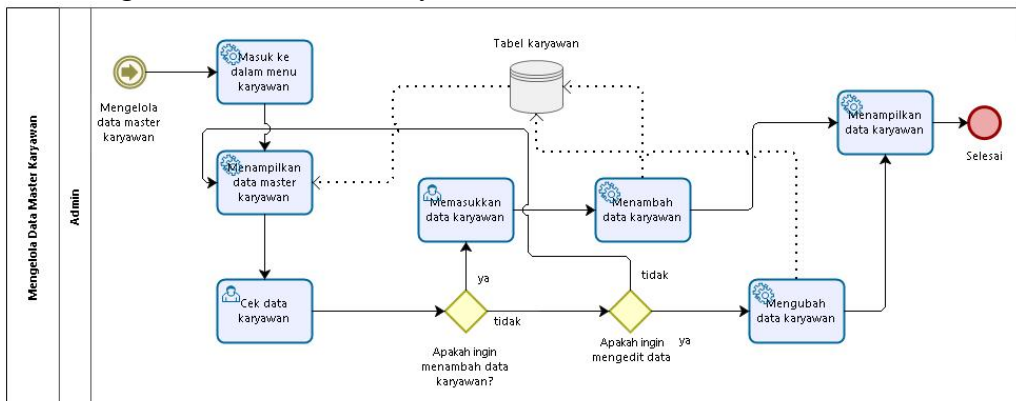 Mengelola Data Master Karyawan
Admin
Mengelola
data master
karyawan
Masuk ke
dalam menu
karyawan
Menampilkan
data master
karyawan
Cek data
karyawan
Tabel karyawan
Memasukkan
data karyawan
ya
tidak
Apakah ingin
menambah data
karyawan?
Menambah
data karyawan
tidak
Apakah ingin
mengedit data
ya
Mengubah
data karyawan
Menampilkan
data karyawan
Selesai